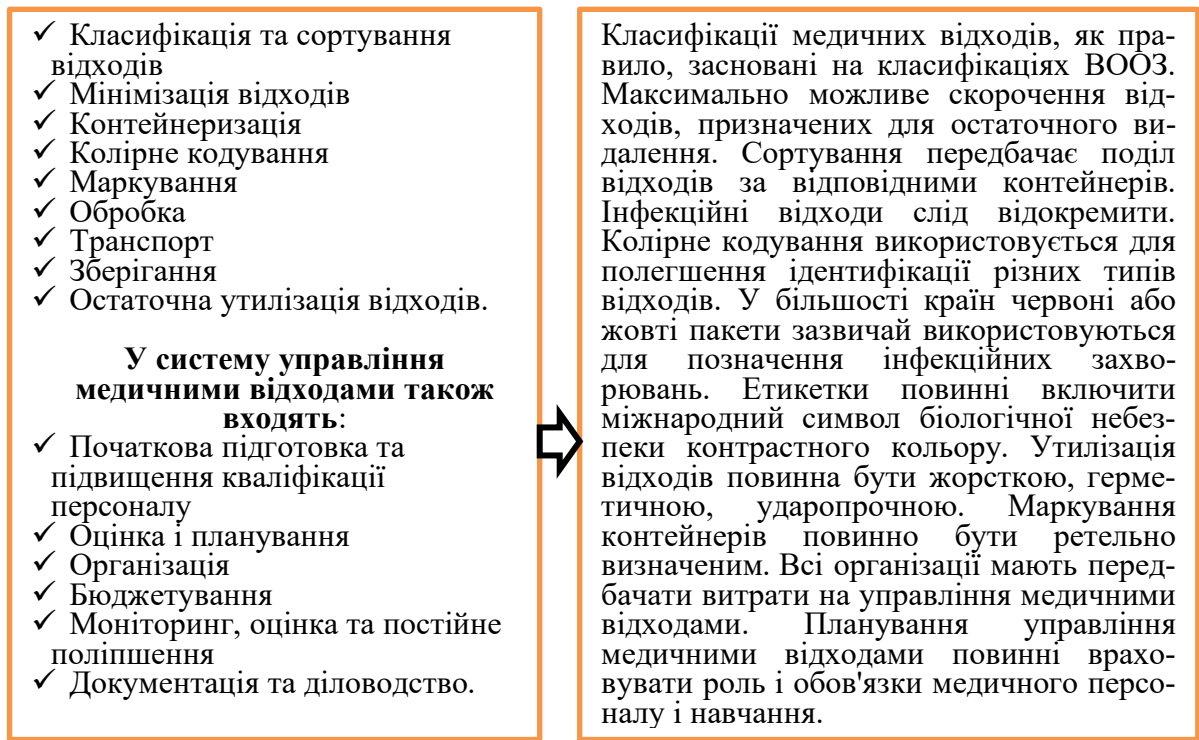 ✓ Класифікація та сортування
відходів
✓ Мінімізація відходів
✓ Контейнеризація
✓ Колірне кодування
✓ Маркування
✓ Обробка
✓ Транспорт
✓ Зберігання
✓ Остаточна утилізація відходів.
У систему управління
медичними відходами також
входять:
✓ Початкова підготовка та
підвищення кваліфікації
персоналу
✓ Оцінка і планування
✓ Організація
✓ Бюджетування
✓ Моніторинг, оцінка та постійне
поліпшення
✓ Документація та діловодство.
Класифікації медичних відходів, як пра-
вило, засновані на класифікаціях ВООЗ.
Максимально можливе скорочення від-
ходів, призначених для остаточного ви-
далення. Сортування передбачає поділ
відходів за відповідними контейнерів.
Інфекційні відходи слід відокремити.
Колірне кодування використовується для
полегшення ідентифікації різних типів
відходів. У більшості країн червоні або
жовті пакети зазвичай використовуються
для позначення інфекційних захво-
рювань. Етикетки повинні включити
міжнародний символ біологічної небез-
пеки контрастного кольору. Утилізація
відходів повинна бути жорсткою, герме-
тичною, ударопрочною. Маркування
контейнерів повинно бути ретельно
визначеним. Всі організації мають перед-
бачати витрати на управління медичними
відходами. Планування управління
медичними відходами повинні врахо-
вувати роль і обов'язки медичного персо-
налу і навчання.